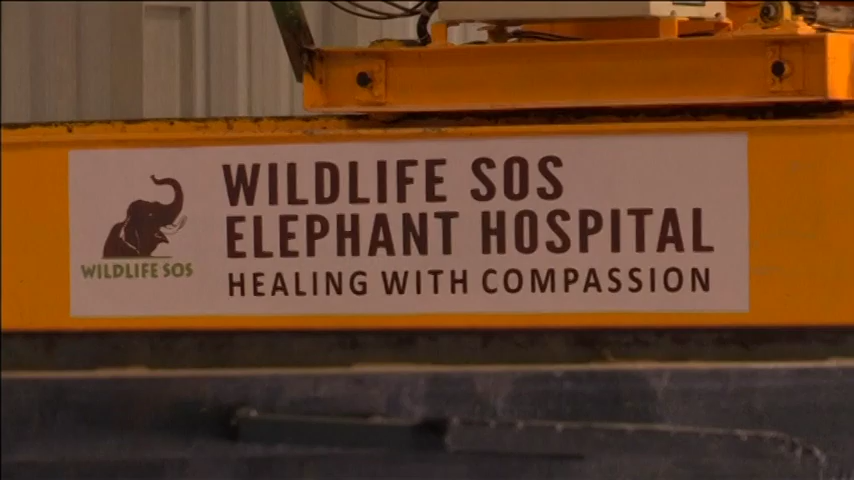 WILDLIFE SOS
ELEPHANT HOSPITAL
HEALING WITH COMPASSION
WILDLIFE SOS